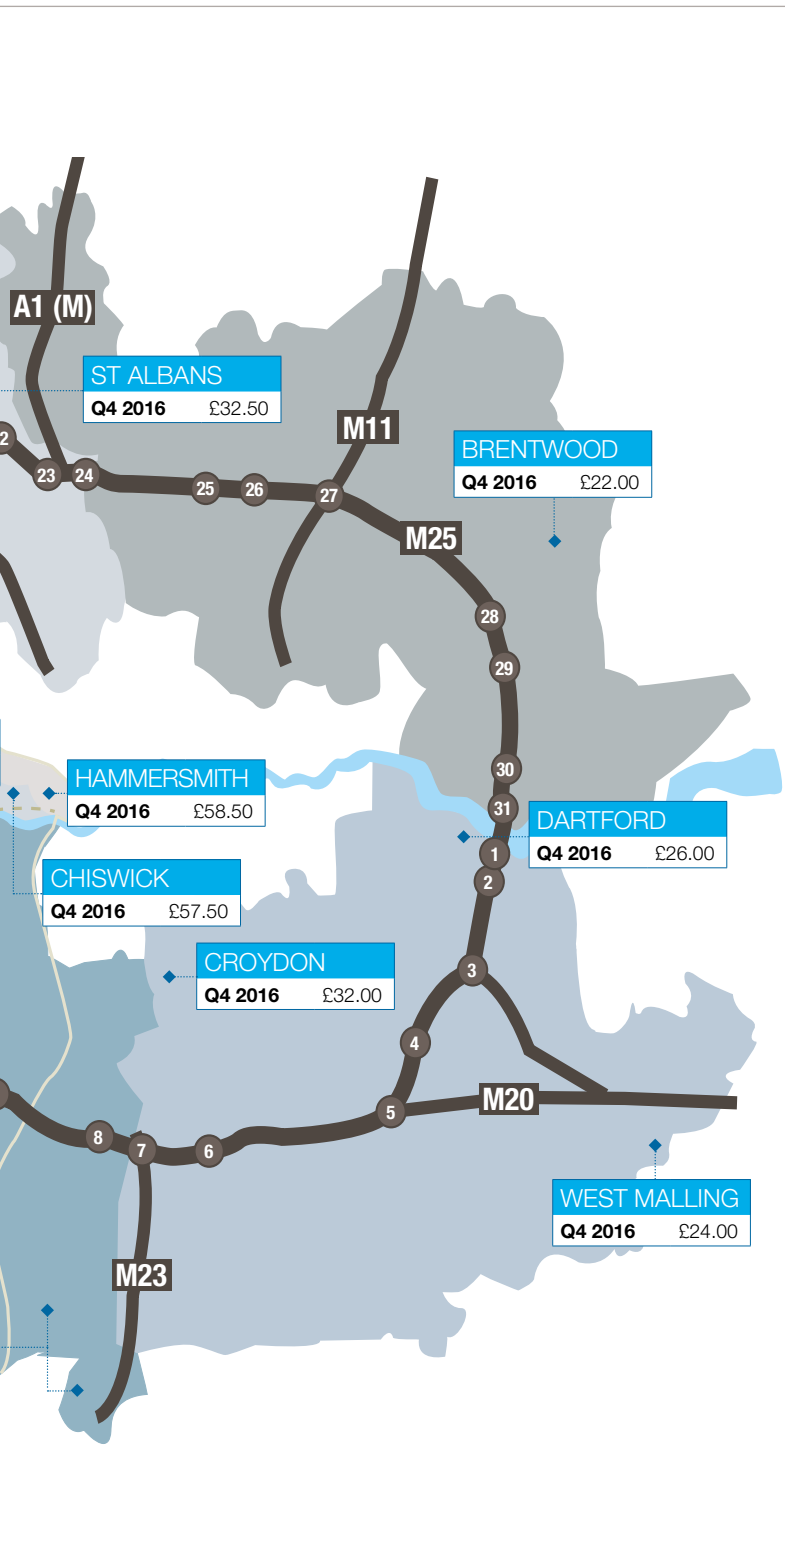 A1 (M)
ST ALBANS
Q4 2016 £32.50
M11
2
23
24
25
26
27
BRENTWOOD
Q4 2016 £22.00
M25
28
29
30
31
HAMMERSMITH
Q4 2016 £58.50
DARTFORD
Q4 2016 £26.00
1
2
CHISWICK
Q4 2016 £57.50
CROYDON
Q4 2016 £32.00
3
4
5
M20
8
7
6
WEST MALLING
Q4 2016 £24.00
M23